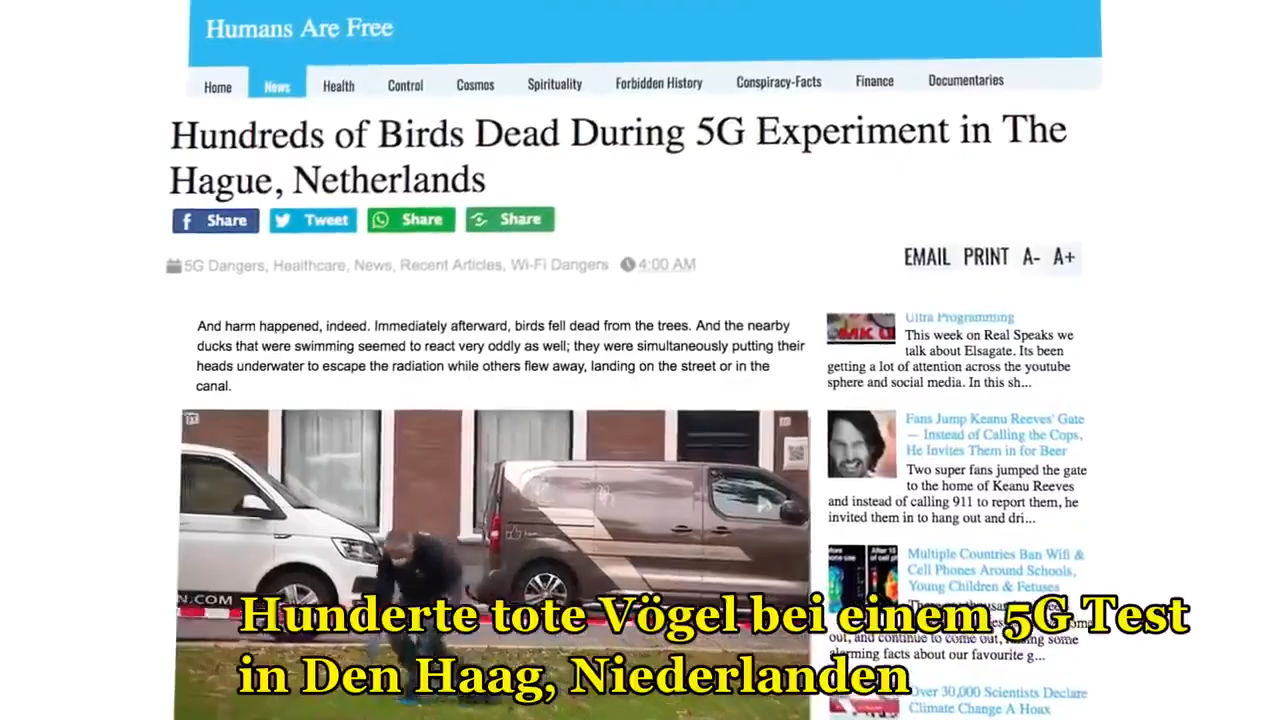 Humans Are Free
Home News Health Control Cosmos Spirituality Forbidden History Conspiracy-Facts Finance Documentaries
Hundreds of Birds Dead During 5G Experiment in The
Hague, Netherlands
Share Tweet Share Share
5G Dangers, Healthcare, News, Recent Articles, Wi-Fi Dangers 4:00 AM
EMAIL PRINT A- A+
And harm happened, indeed. Immediately afterward, birds fell dead from the trees. And the nearby
ducks that were swimming seemed to react very oddly as well; they were simultaneously putting their
heads underwater to escape the radiation while others flew away, landing on the street or in the
canal.
Ultra Programming
This week on Real Speaks we
talk about Elsagate. Its been
getting a lot of attention across the youtube
sphere and social media. In this sh...
Fans Jump Keanu Reeves' Gate
— Instead of Calling the Cops,
He Invites Them in for Beer
Two super fans jumped the gate
to the home of Keanu Reeves
and instead of calling 911 to report them, he
invited them in to hang out and dri...
Multiple Countries Ban Wifi &
Cell Phones Around Schools,
Young Children & Fetuses
out, and continue to come out, some
alarming facts about our favourite g...
Over 30,000 Scientists Declare
Climate Change A Hoax
N.COM
Hunderte tote Vögel bei einem 5G Test
in Den Haag, Niederlanden